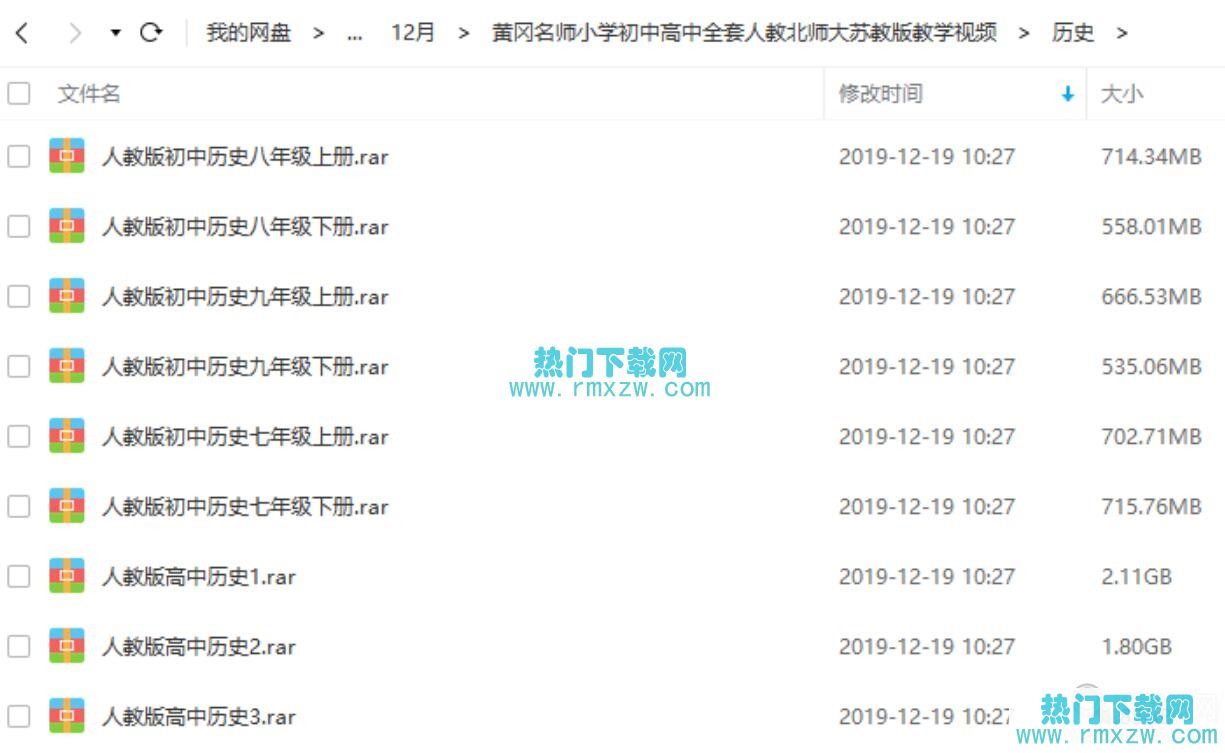 我的网盘 > ... 12月 > 黄冈名师小学初中高中全套人教北师大苏教版教学视频 > 历史 >
文件名 修改时间 大小
人教版初中历史八年级上册.rar 2019-12-19 10:27 714.34MB
人教版初中历史八年级下册.rar 2019-12-19 10:27 558.01MB
人教版初中历史九年级上册.rar 2019-12-19 10:27 666.53MB
热门下载网
人教版初中历史九年级下册.rar 2019-12-19 10:27 535.06MB
www.rmxzw.com
人教版初中历史七年级上册.rar 2019-12-19 10:27 702.71MB
人教版初中历史七年级下册.rar 2019-12-19 10:27 715.76MB
人教版高中历史1.rar 2019-12-19 10:27 2.11GB
人教版高中历史2.rar 2019-12-19 10:27 1.80GB
人教版高中历史3.rar 2019-12-19 10:27
热门下载网
www.rmxzw.com